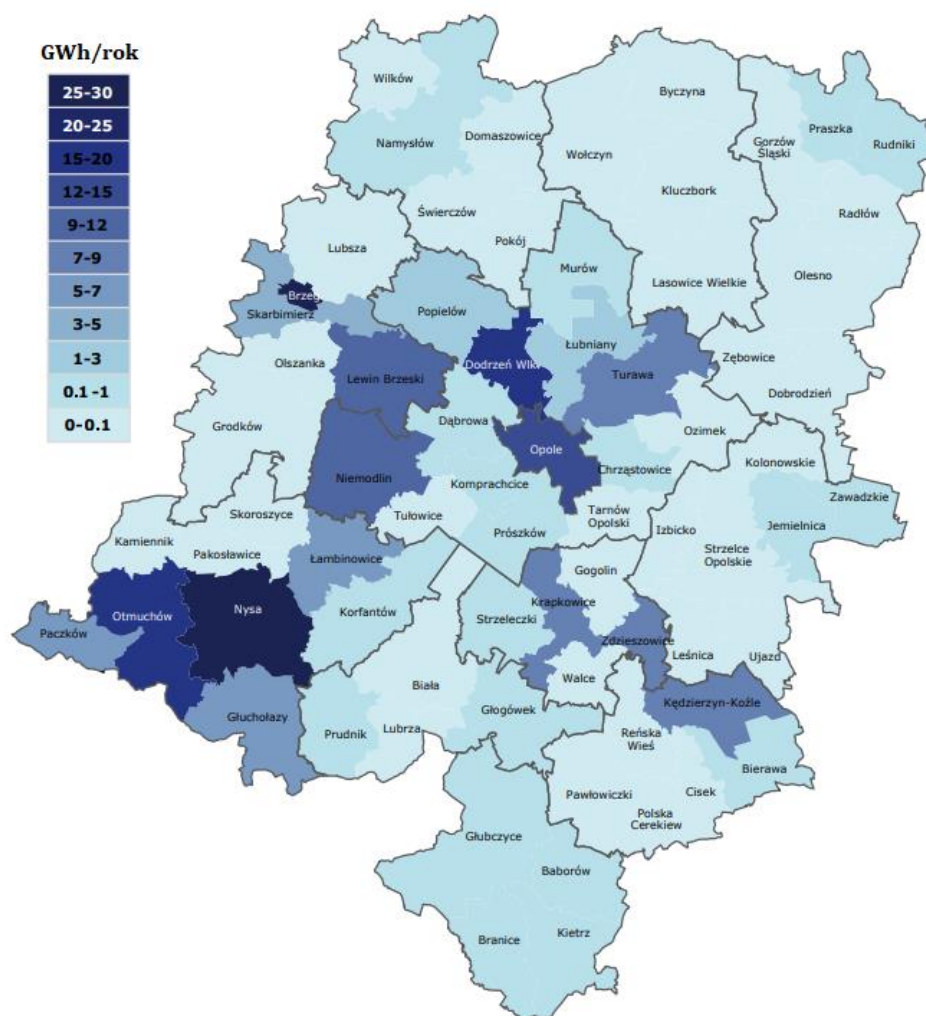 GWh/rok
25-30
20-25
15-20
12-15
9-12
7-9
5-7
3-5
1-3
0.1 -1
0-0.1
Wilków
Byczyna
Praszka
Rudniki
Namysłów
Domaszowice
Gorzów
Śląski
Wołczyn
Kluczbork
Radłów
Świerczów
Lubsza
Pokój
Murów
Olesno
Lasowice Wielkie
Brzeg
Skarbimierz
Popielów
Łubniany
Olszanka
Lewin Brzeski
Dodrzeń Wlk.
Turawa
Zębowice
Dobrodzień
Grodków
Dąbrowa
Ozimek
Opole
Niemodlin
Chrząstowice
Kolonowskie
Komprachcice
Zawadzkie
Skoroszyce
Tułowice
Tarnów
Opolski
Izbicko
Jemielnica
Kamiennik
Pakosławice
Prószków
Strzelce
Opolskie
Łambinowice
Gogolin
Otmuchów
Nysa
Korfantów
Krapkowice
Strzeleczki
Paczków
Zdzieszowice
Leśnica
Ujazd
Walce
Biała
Głuchołazy
Głogówek
Kędzierzyn-Koźle
Prudnik
Lubrza
Reńska
Wieś
Bierawa
Pawłowiczki
Cisek
Polska
Cerekiew
Głubczyce
Baborów
Branice
Kietrz